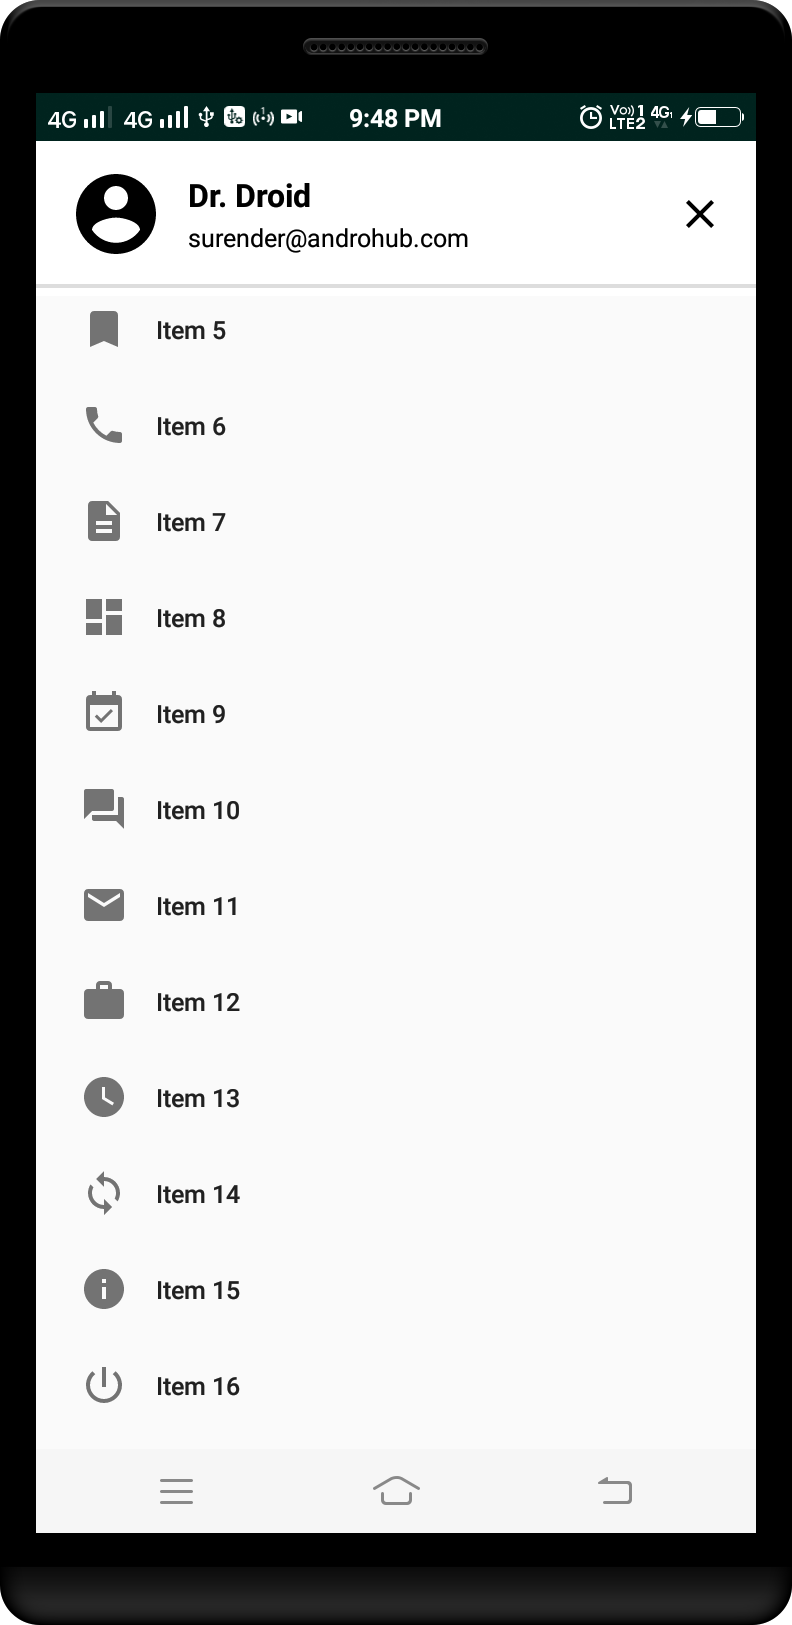 4G 4G 9:48 PM Vo)) 1 LTE2 4G
Dr. Droid
surender@androhub.com
Item 5
Item 6
Item 7
Item 8
Item 9
Item 10
Item 11
Item 12
Item 13
Item 14
Item 15
Item 16